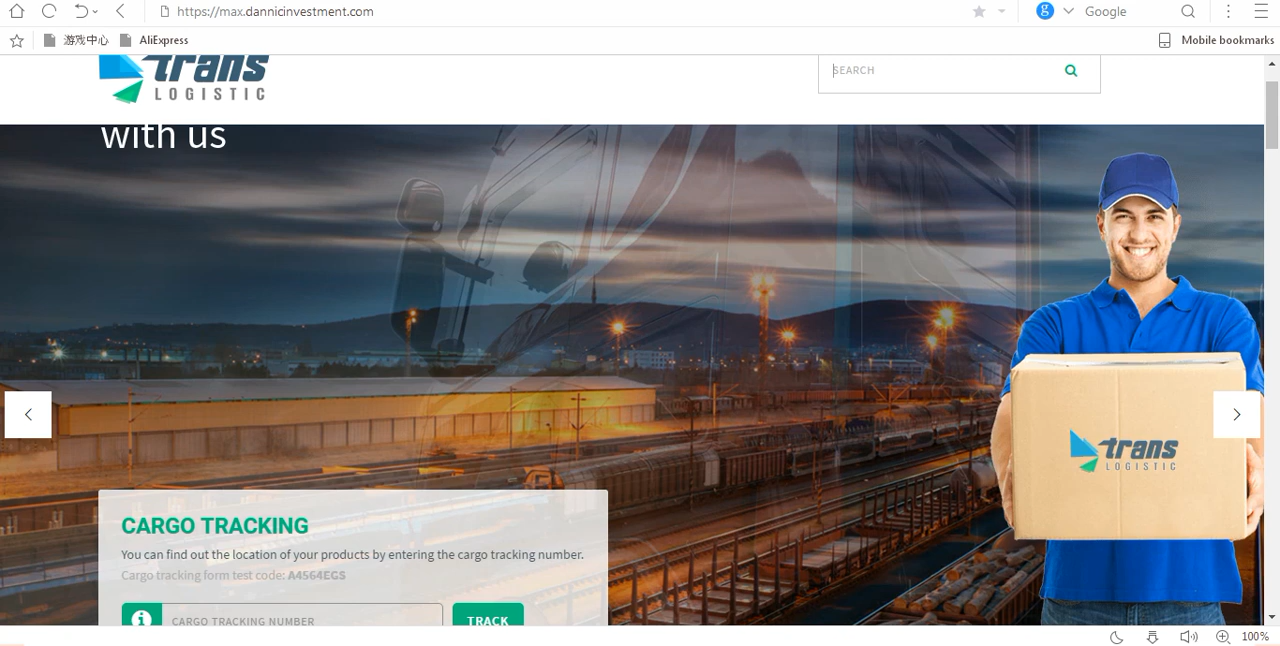 https://max.dannicinvestment.com
Google
游戏中心
AliExpress
Mobile bookmarks
trans
LOGISTIC
SEARCH
with us
trans
LOGISTIC
CARGO TRACKING
You can find out the location of your products by entering the cargo tracking number.
Cargo tracking form test code: A4564EGS
CARGO TRACKING NUMBER
TRACK
100%